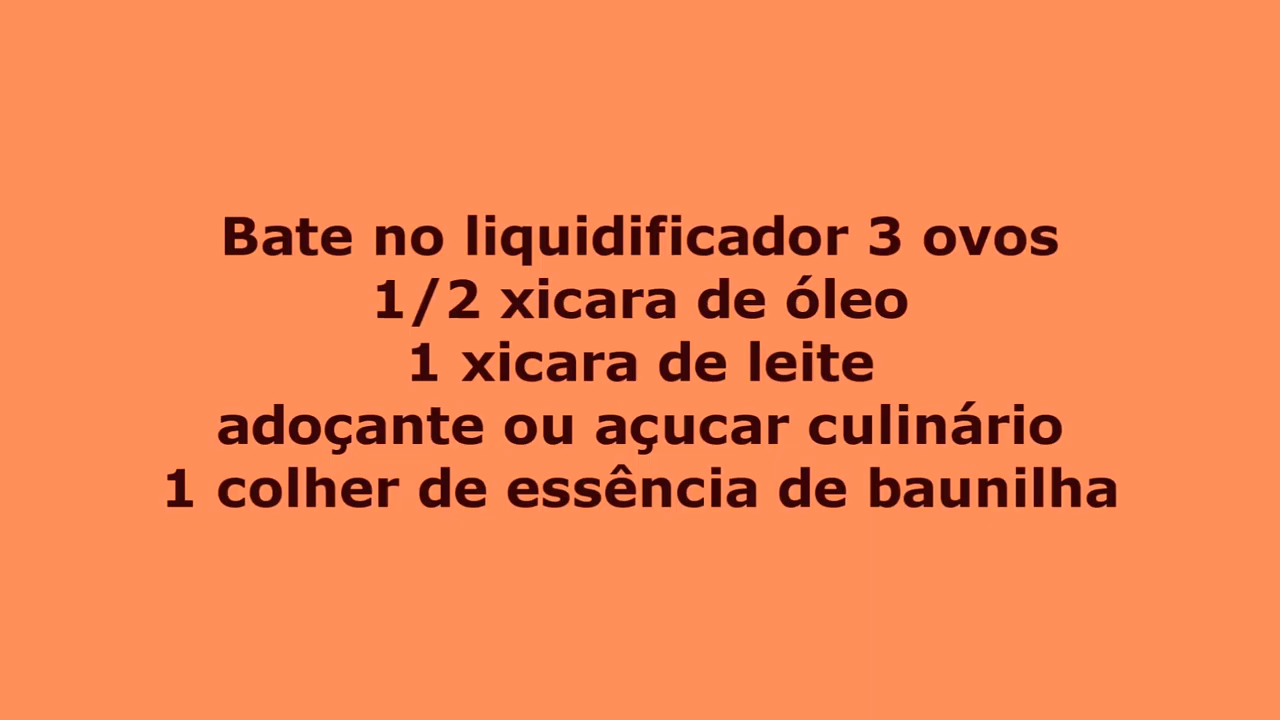 Bate no liquidificador 3 ovos
1/2 xicara de óleo
1 xicara de leite
adoçante ou açucar culinário
1 colher de essência de baunilha